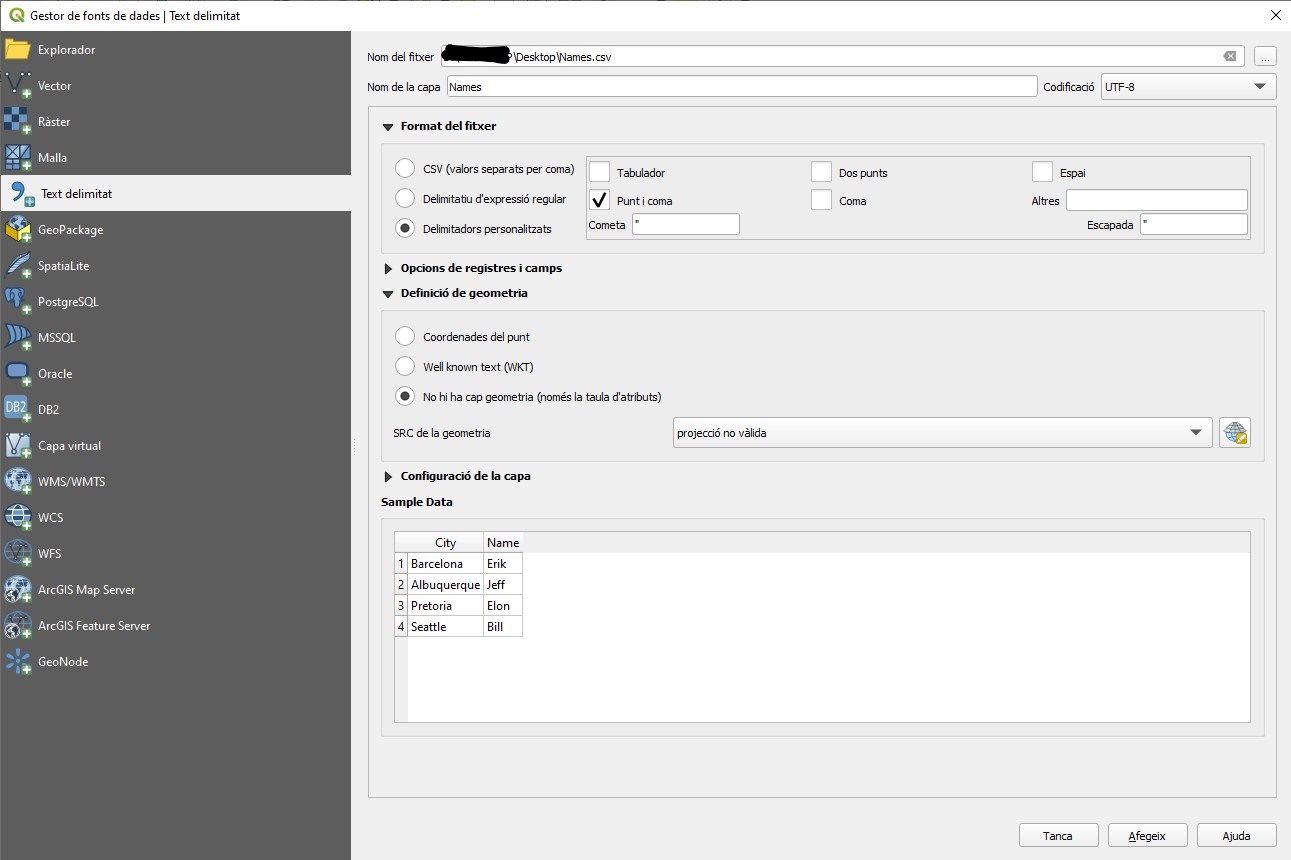 Gestor de fonts de dades | Text delimitat
Explorador
Vector
Ràster
Malla
Text delimitat
GeoPackage
SpatiaLite
PostgreSQL
MSSQL
Oracle
DB2
DB2
Capa virtual
WMS/WMTS
WCS
WFS
ArcGIS Map Server
ArcGIS Feature Server
GeoNode
Nom del fitxer \Desktop\Names.csv ...
Nom de la capa Names Codificació UTF-8
Format del fitxer
CSV (valors separats per coma)
Delimitatiu d'expressió regular
Delimitadors personalitzats
Tabulador Dos punts Espai
Punt i coma Coma Altres
Cometa " Escapada "
Opcions de registres i camps
Definició de geometria
Coordenades del punt
Well known text (WKT)
No hi ha cap geometria (només la taula d'atributs)
SRC de la geometria projecció no vàlida
Configuració de la capa
Sample Data
City Name
1 Barcelona Erik
2 Albuquerque Jeff
3 Pretoria Elon
4 Seattle Bill
Tanca Afegeix Ajuda